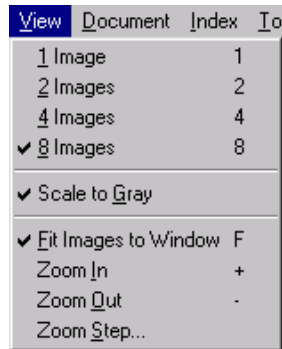 View Document Index To
1 Image 1
2 Images 2
4 Images 4
✔ 8 Images 8
✔ Scale to Gray
✔ Fit Images to Window F
Zoom In +
Zoom Out -
Zoom Step...